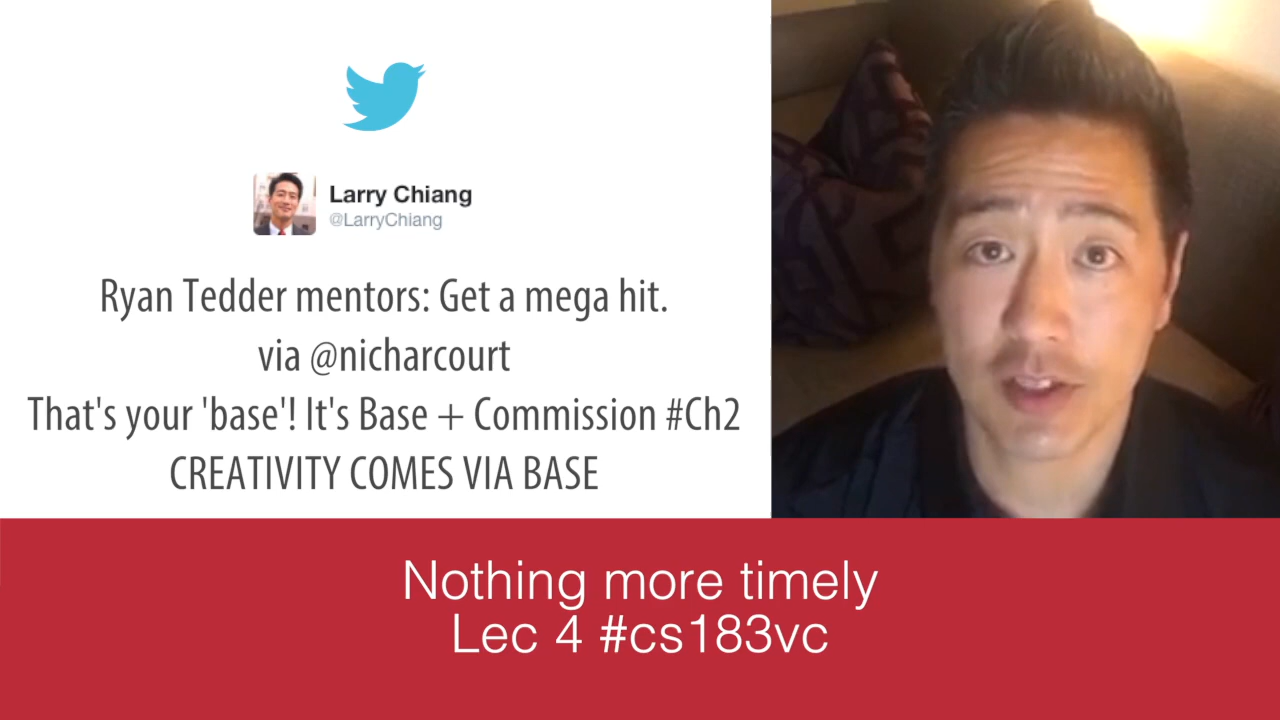 Larry Chiang
@LarryChiang
Ryan Tedder mentors: Get a mega hit.
via @nicharcourt
That's your 'base'! It's Base + Commission #Ch2
CREATIVITY COMES VIA BASE
Nothing more timely
Lec 4 #cs183vc